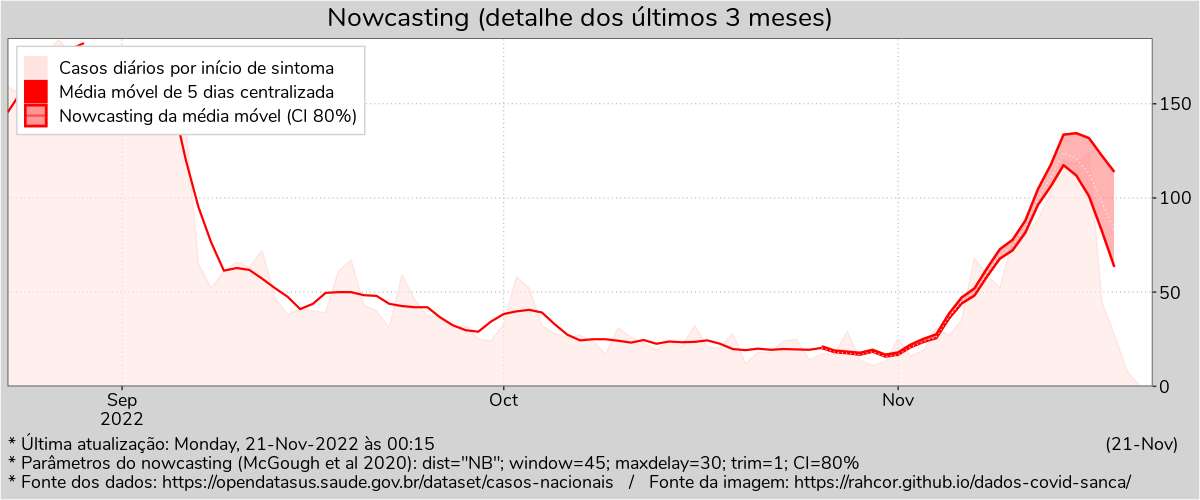 Nowcasting (detalhe dos últimos 3 meses)
Casos diários por início de sintoma
Média móvel de 5 dias centralizada
Nowcasting da média móvel (CI 80%)
150
100
50
0
Sep Oct Nov
2022
* Última atualização: Monday, 21-Nov-2022 às 00:15 (21-Nov)
* Parâmetros do nowcasting (McGough et al 2020): dist="NB"; window=45; maxdelay=30; trim=1; CI=80%
* Fonte dos dados: https://opendatasus.saude.gov.br/dataset/casos-nacionais / Fonte da imagem: https://rahcor.github.io/dados-covid-sanca/